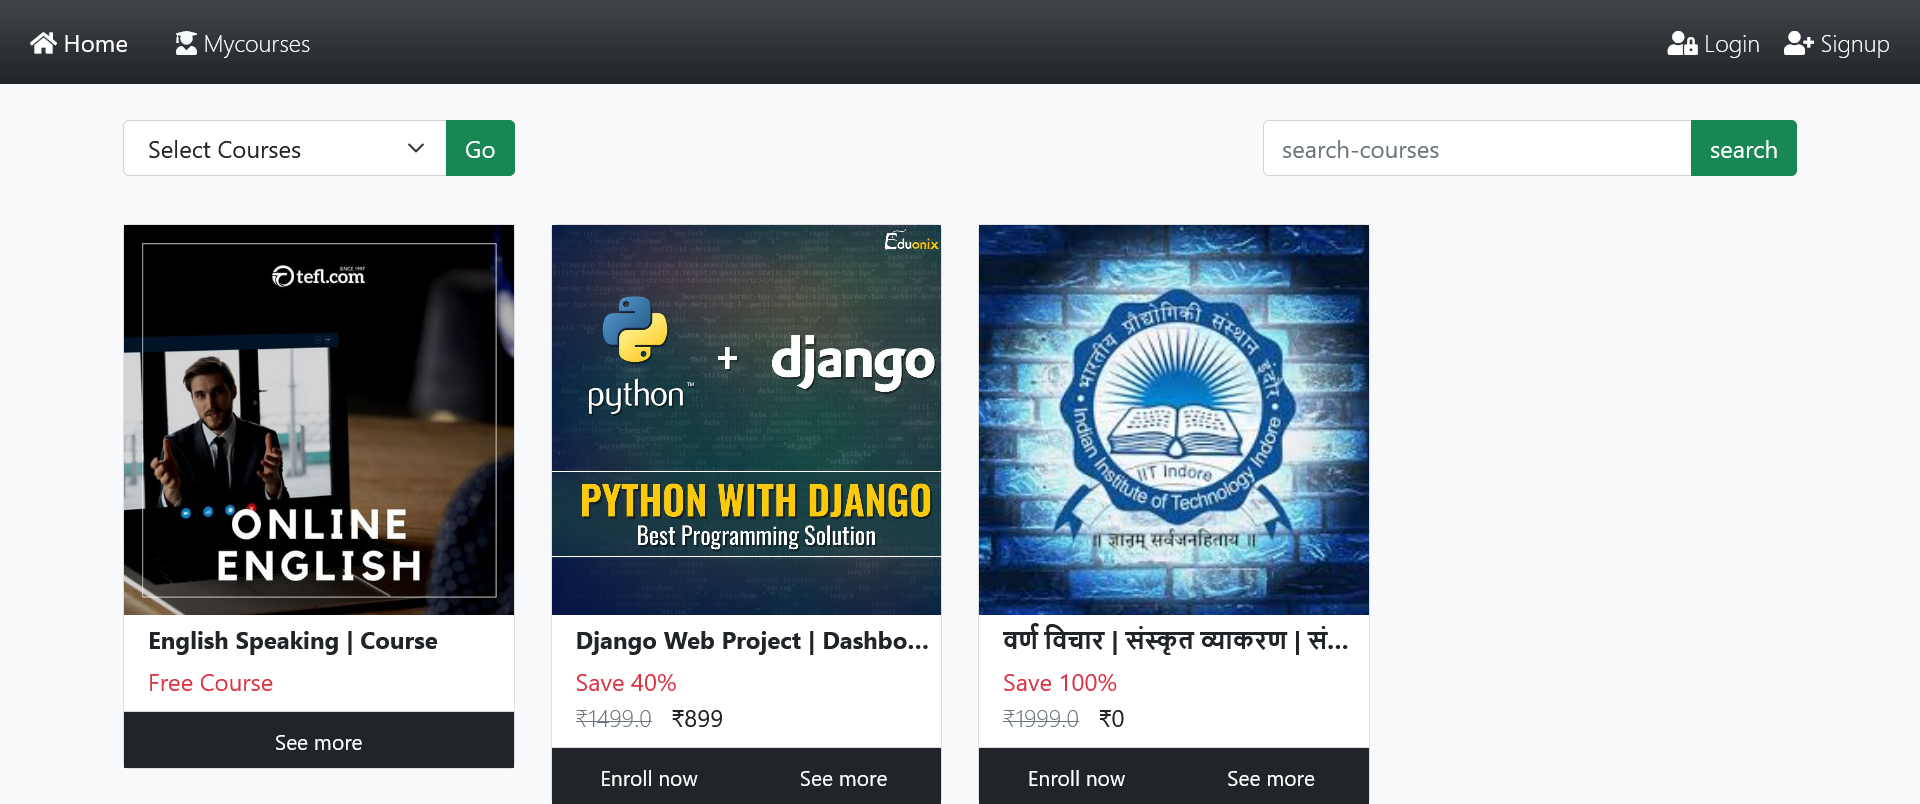 Home Mycourses Login Signup
Select Courses Go search-courses search
SINCE 1997
tefl.com
ONLINE
ENGLISH
English Speaking | Course
Free Course
See more
Eduonix
python™ + django
PYTHON WITH DJANGO
Best Programming Solution
Django Web Project | Dashbo...
Save 40%
₹1499.0 ₹899
Enroll now See more
भारतीय प्रौद्योगिकी संस्थान इंदौर
Indian Institute of Technology Indore
IIT Indore
॥ ज्ञानम् सर्वजनहिताय ॥
वर्ण विचार | संस्कृत व्याकरण | सं...
Save 100%
₹1999.0 ₹0
Enroll now See more